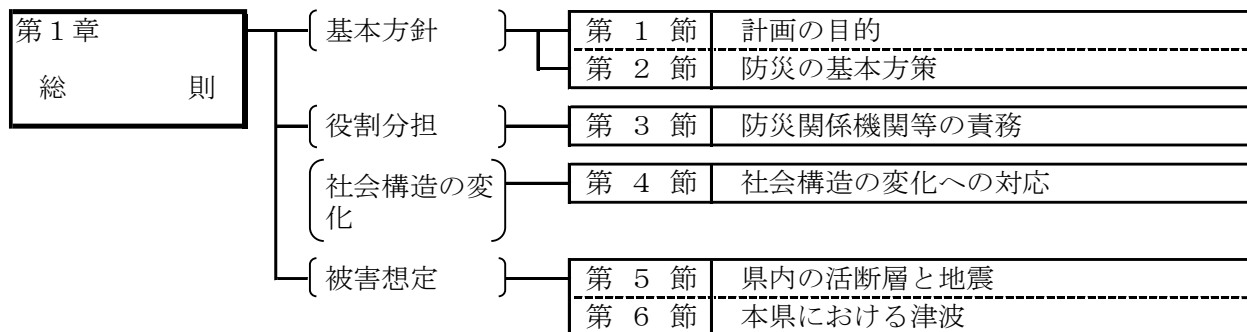 第１章
総　則
基本方針
第　１　節　計画の目的
第　２　節　防災の基本方策
役割分担
第　３　節　防災関係機関等の責務
社会構造の変
化
第　４　節　社会構造の変化への対応
被害想定
第　５　節　県内の活断層と地震
第　６　節　本県における津波